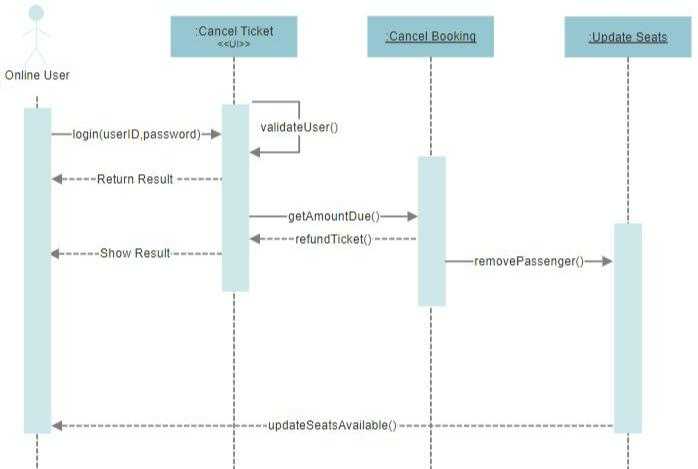 :Cancel Ticket
<<UI>>
:Cancel Booking
:Update Seats
Online User
validateUser()
login(userID,password)
Return Result
getAmountDue()
refundTicket()
Show Result
removePassenger()
updateSeatsAvailable()